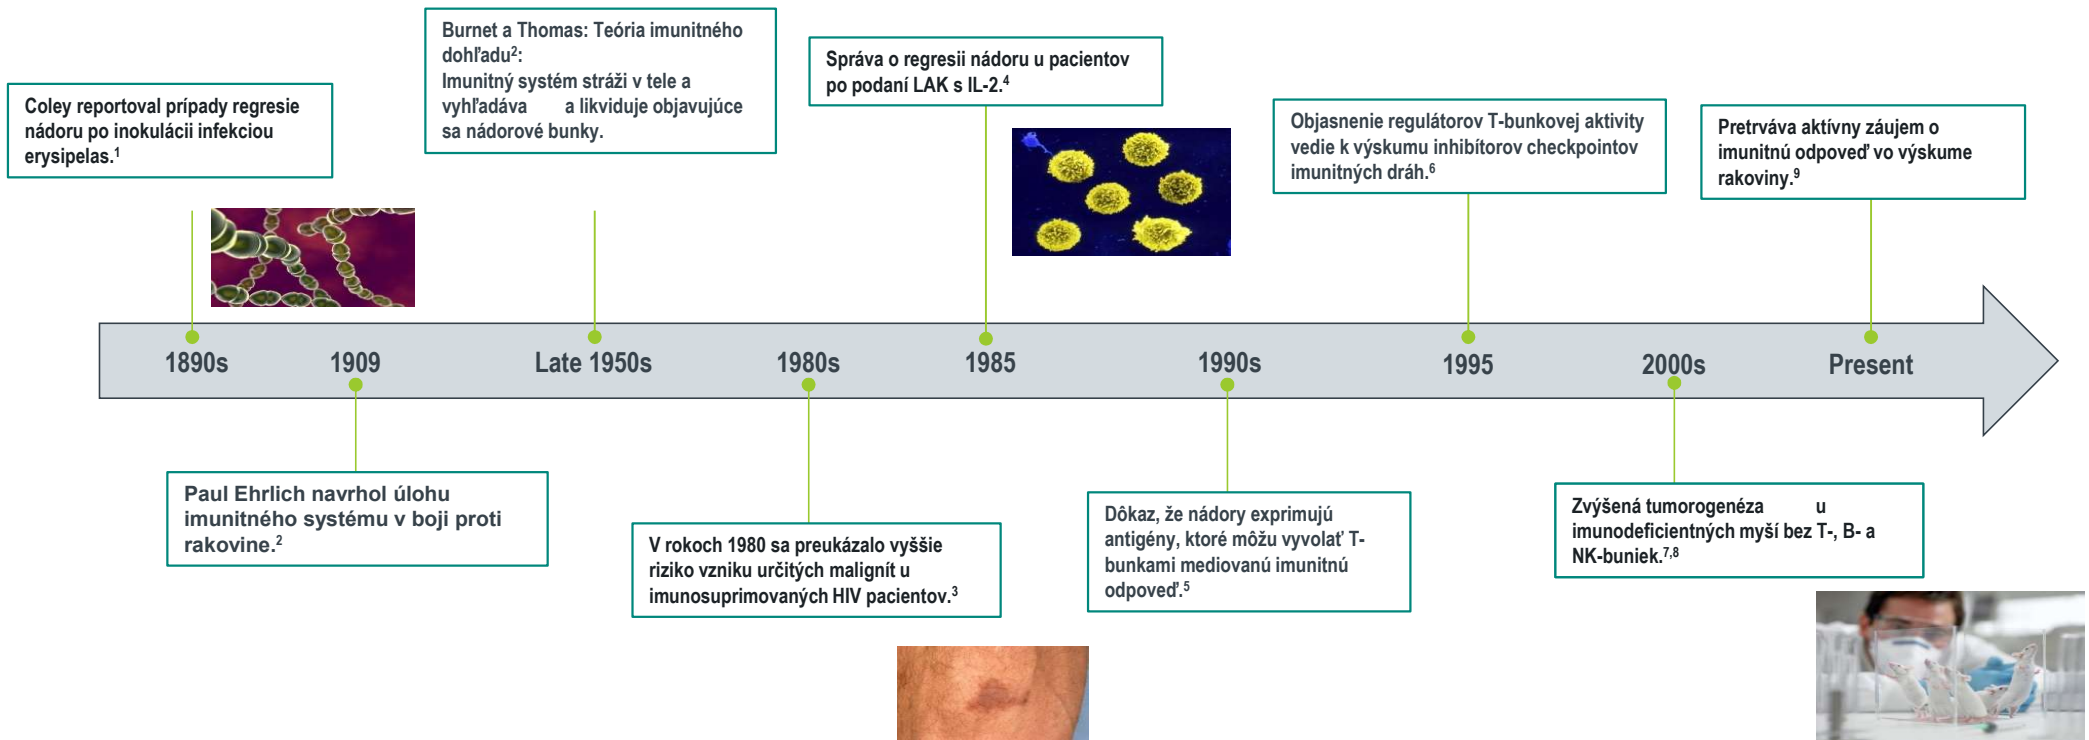 Coley reportoval prípady regresie
nádoru po inokulácii infekciou
erysipelas.¹
Burnet a Thomas: Teória imunitného
dohľadu²:
Imunitný systém stráži v tele a
vyhľadáva a likviduje objavujúce
sa nádorové bunky.
Správa o regresii nádoru u pacientov
po podaní LAK s IL-2.⁴
Objasnenie regulátorov T-bunkovej aktivity
vedie k výskumu inhibítorov checkpointov
imunitných dráh.⁶
Pretrváva aktívny záujem o
imunitnú odpoveď vo výskume
rakoviny.⁹
1890s 1909 Late 1950s 1980s 1985 1990s 1995 2000s Present
Paul Ehrlich navrhol úlohu
imunitného systému v boji proti
rakovine.²
V rokoch 1980 sa preukázalo vyššie
riziko vzniku určitých malignít u
imunosuprimovaných HIV pacientov.³
Dôkaz, že nádory exprimujú
antigény, ktoré môžu vyvolať T-
bunkami mediovanú imunitnú
odpoveď.⁵
Zvýšená tumorogenéza u
imunodeficientných myší bez T-, B- a
NK-buniek.⁷,⁸